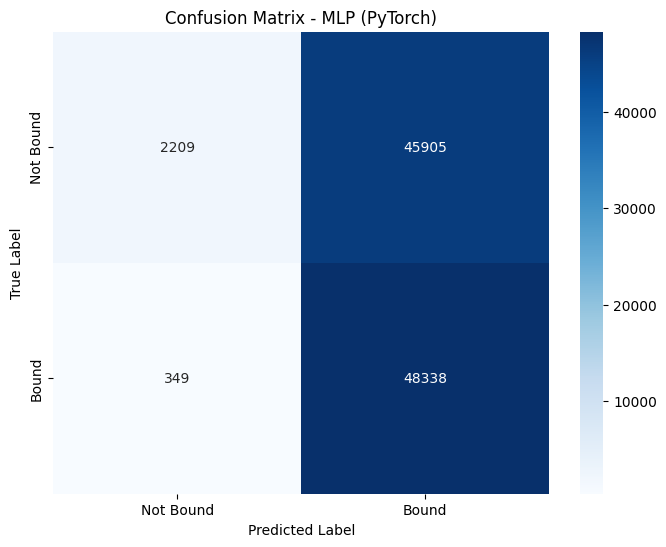 Confusion Matrix - MLP (PyTorch)
Not Bound
2209
45905
Bound
349
48338
True Label
Not Bound
Bound
Predicted Label
40000
30000
20000
10000